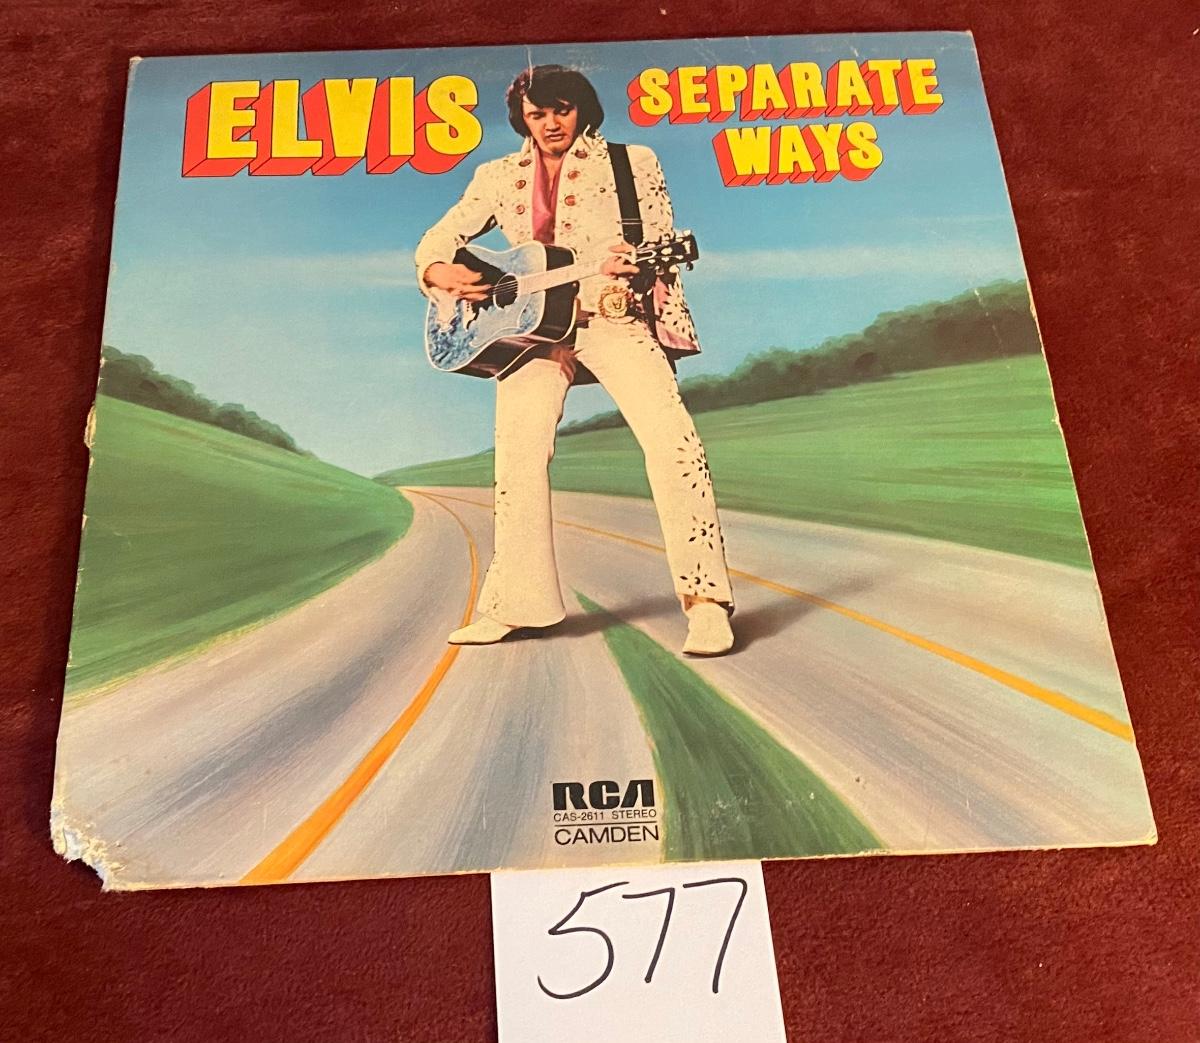 ELVIS
SEPARATE
WAYS
RCA
CAS-2611 STEREO
CAMDEN
577